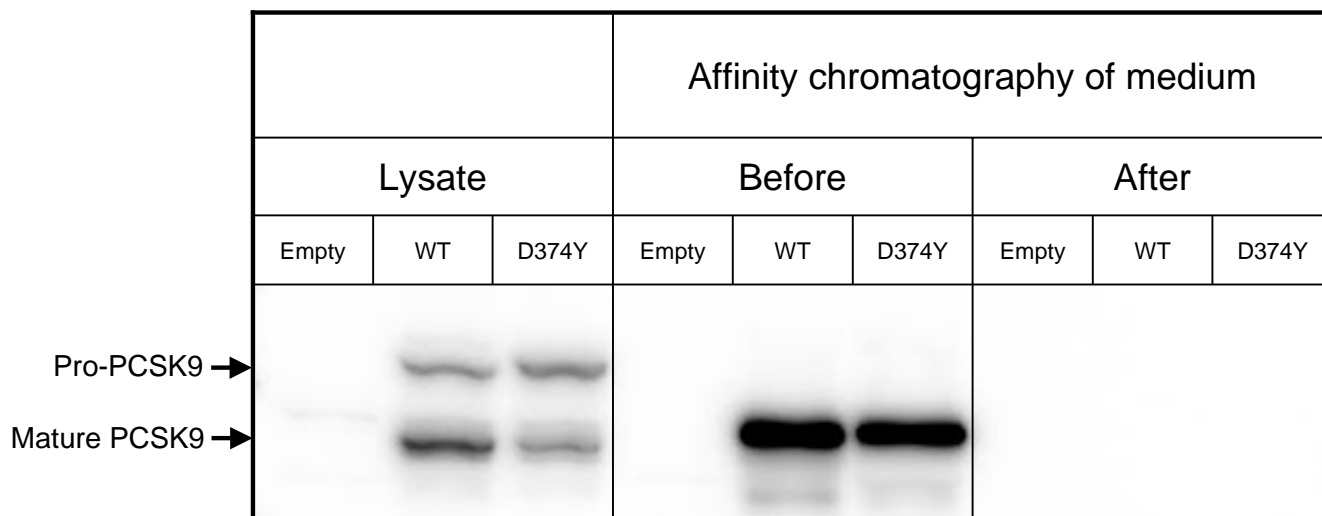 Affinity chromatography of medium
Lysate Before After
Empty WT D374Y Empty WT D374Y Empty WT D374Y
Pro-PCSK9
Mature PCSK9